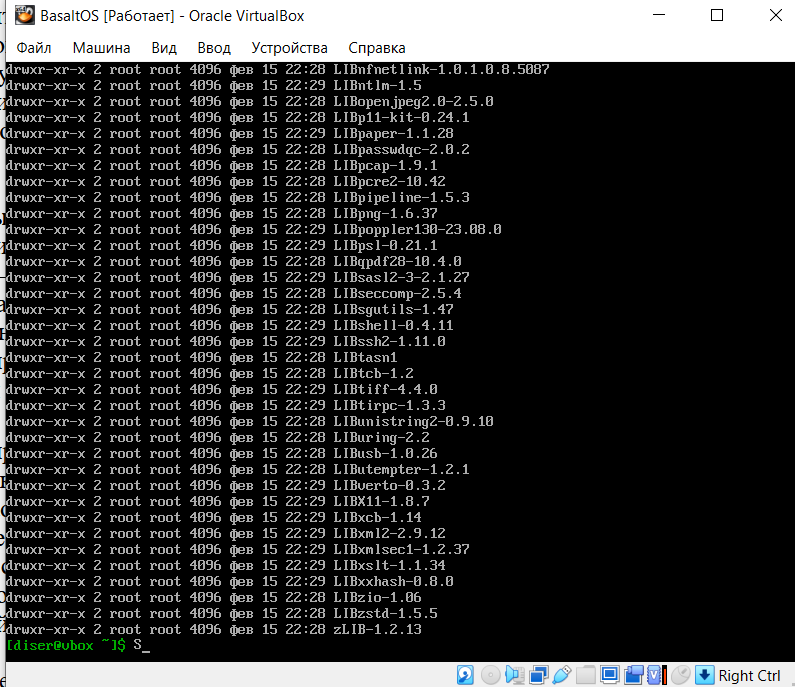 BasaltOS [Работает] - Oracle VirtualBox
Файл Машина Вид Ввод Устройства Справка
drwxr-xr-x 2 root root 4096 фев 15 22:28 LIBnfnetlink-1.0.1.0.8.5087
drwxr-xr-x 2 root root 4096 фев 15 22:29 LIBntlm-1.5
drwxr-xr-x 2 root root 4096 фев 15 22:28 LIBopenjpeg2.0-2.5.0
drwxr-xr-x 2 root root 4096 фев 15 22:28 LIBp11-kit-0.24.1
drwxr-xr-x 2 root root 4096 фев 15 22:29 LIBpaper-1.1.28
drwxr-xr-x 2 root root 4096 фев 15 22:29 LIBpasswdqc-2.0.2
drwxr-xr-x 2 root root 4096 фев 15 22:28 LIBpcap-1.9.1
drwxr-xr-x 2 root root 4096 фев 15 22:28 LIBpcre2-10.42
drwxr-xr-x 2 root root 4096 фев 15 22:28 LIBpipeline-1.5.3
drwxr-xr-x 2 root root 4096 фев 15 22:28 LIBpng-1.6.37
drwxr-xr-x 2 root root 4096 фев 15 22:29 LIBpoppler130-23.08.0
drwxr-xr-x 2 root root 4096 фев 15 22:28 LIBpsl-0.21.1
drwxr-xr-x 2 root root 4096 фев 15 22:29 LIBqpdf28-10.4.0
drwxr-xr-x 2 root root 4096 фев 15 22:29 LIBsasl2-3-2.1.27
drwxr-xr-x 2 root root 4096 фев 15 22:28 LIBseccomp-2.5.4
drwxr-xr-x 2 root root 4096 фев 15 22:28 LIBsgutils-1.47
drwxr-xr-x 2 root root 4096 фев 15 22:28 LIBshell-0.4.11
drwxr-xr-x 2 root root 4096 фев 15 22:29 LIBssh2-1.11.0
drwxr-xr-x 2 root root 4096 фев 15 22:28 LIBtasn1
drwxr-xr-x 2 root root 4096 фев 15 22:28 LIBtcb-1.2
drwxr-xr-x 2 root root 4096 фев 15 22:29 LIBtiff-4.4.0
drwxr-xr-x 2 root root 4096 фев 15 22:29 LIBtirpc-1.3.3
drwxr-xr-x 2 root root 4096 фев 15 22:28 LIBunistring2-0.9.10
drwxr-xr-x 2 root root 4096 фев 15 22:29 LIBuring-2.2
drwxr-xr-x 2 root root 4096 фев 15 22:28 LIBusb-1.0.26
drwxr-xr-x 2 root root 4096 фев 15 22:28 LIButempter-1.2.1
drwxr-xr-x 2 root root 4096 фев 15 22:29 LIBverto-0.3.2
drwxr-xr-x 2 root root 4096 фев 15 22:29 LIBX11-1.8.7
drwxr-xr-x 2 root root 4096 фев 15 22:29 LIBxcb-1.14
drwxr-xr-x 2 root root 4096 фев 15 22:28 LIBxml2-2.9.12
drwxr-xr-x 2 root root 4096 фев 15 22:29 LIBxmlsec1-1.2.37
drwxr-xr-x 2 root root 4096 фев 15 22:29 LIBxslt-1.1.34
drwxr-xr-x 2 root root 4096 фев 15 22:29 LIBxxhash-0.8.0
drwxr-xr-x 2 root root 4096 фев 15 22:28 LIBzio-1.06
drwxr-xr-x 2 root root 4096 фев 15 22:28 LIBzstd-1.5.5
drwxr-xr-x 2 root root 4096 фев 15 22:28 zLIB-1.2.13
[diser@vbox ~]$ S_
Right Ctrl